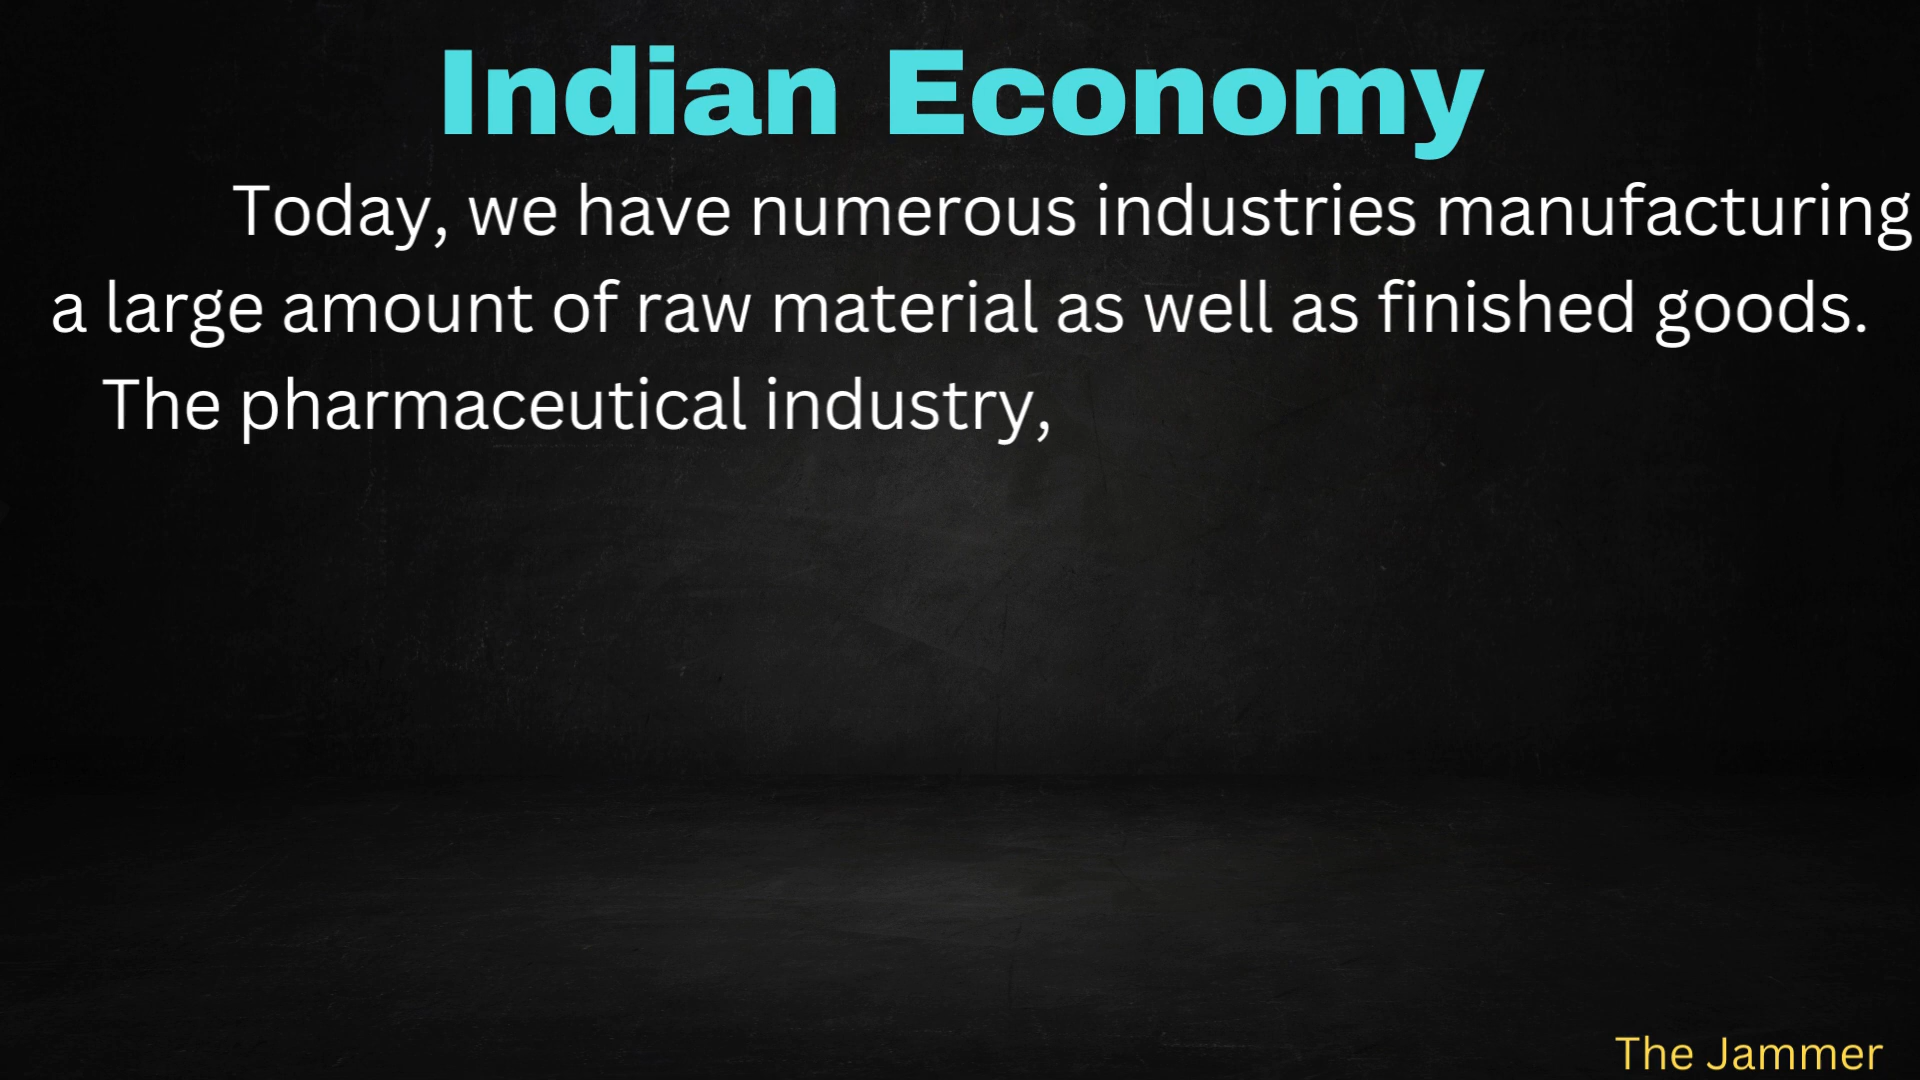 Indian Economy
Today, we have numerous industries manufacturing
a large amount of raw material as well as finished goods.
The pharmaceutical industry,
The Jammer